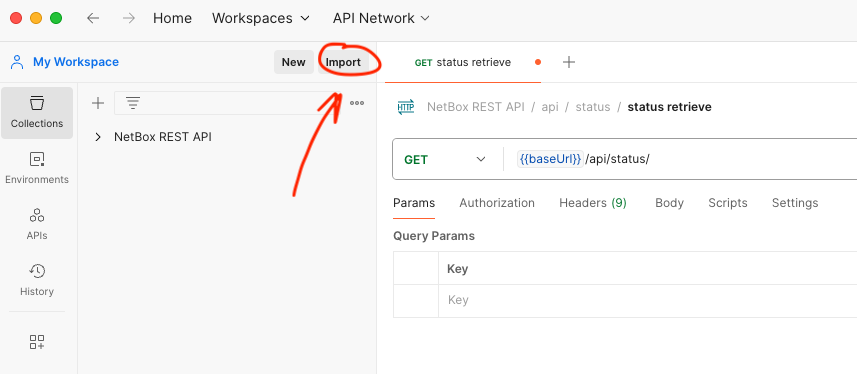 Home Workspaces API Network
My Workspace New Import GET status retrieve
Collections
NetBox REST API / api / status / status retrieve
HTTP
NetBox REST API
GET {{baseUrl}}/api/status/
Environments
Params Authorization Headers (9) Body Scripts Settings
APIs
Query Params
Key
History
Key